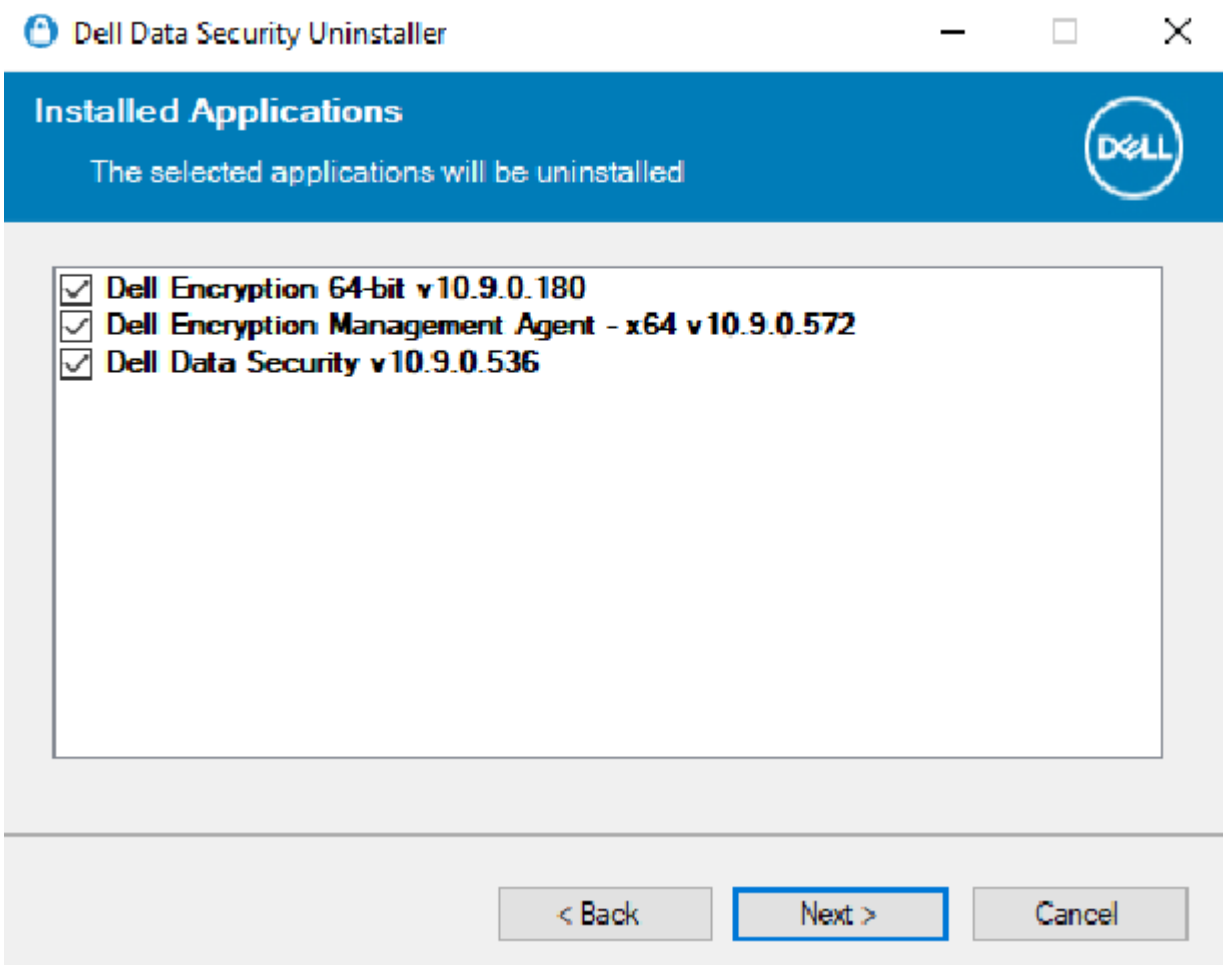 Dell Data Security Uninstaller
Installed Applications
DELL
The selected applications will be uninstalled
Dell Encryption 64-bit v10.9.0.180
Dell Encryption Management Agent - x64 v10.9.0.572
Dell Data Security v10.9.0.536
< Back
Next >
Cancel